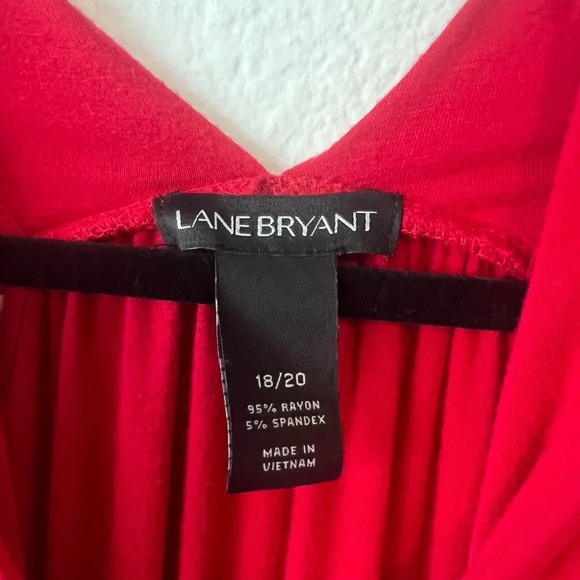 LANE BRYANT
18/20
95% RAYON
5% SPANDEX
MADE IN
VIETNAM